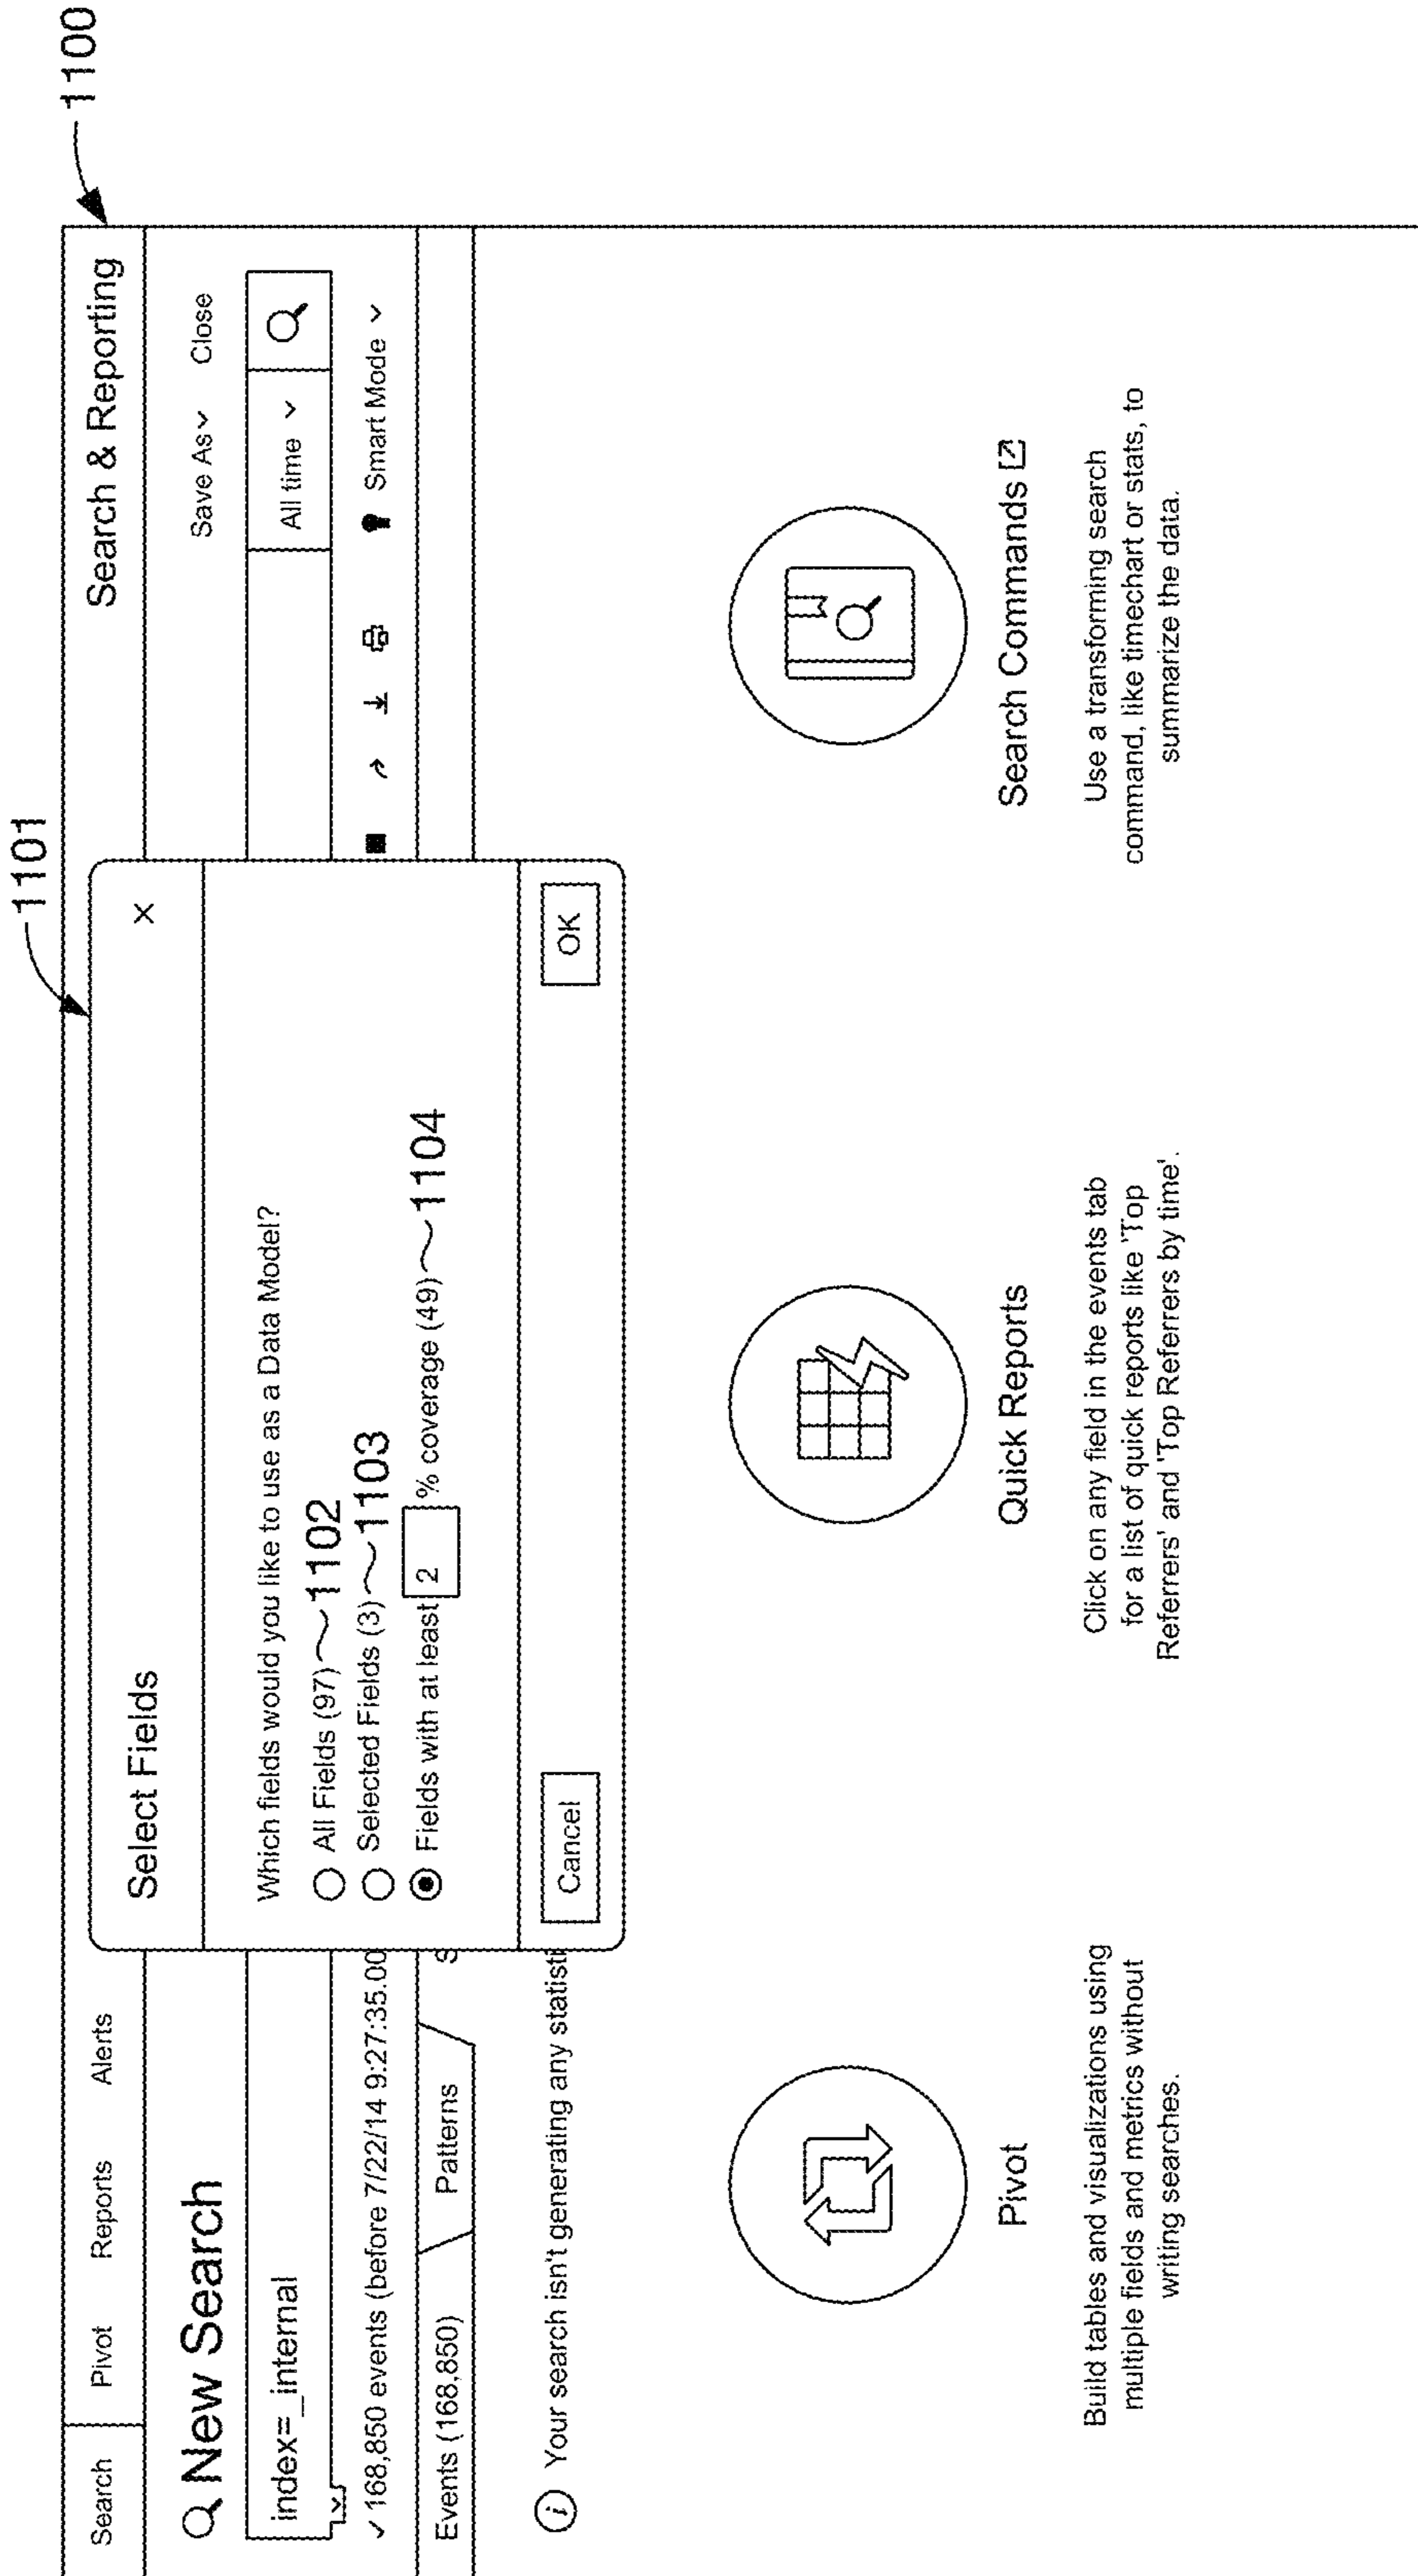 1100
1101
Search Pivot Reports Alerts Search & Reporting
New Search
Save As Close
index=_internal
All time
✓ 168,850 events (before 7/22/14 9:27:35.00
Smart Mode
Events (168,850) Patterns S
Your search isn't generating any statisti
Select Fields
×
Which fields would you like to use as a Data Model?
All Fields (97) 1102
Selected Fields (3) 1103
Fields with at least 2 % coverage (49) 1104
Cancel OK
Pivot
Build tables and visualizations using
multiple fields and metrics without
writing searches.
Quick Reports
Click on any field in the events tab
for a list of quick reports like 'Top
Referrers' and 'Top Referrers by time'.
Search Commands
Use a transforming search
command, like timechart or stats, to
summarize the data.